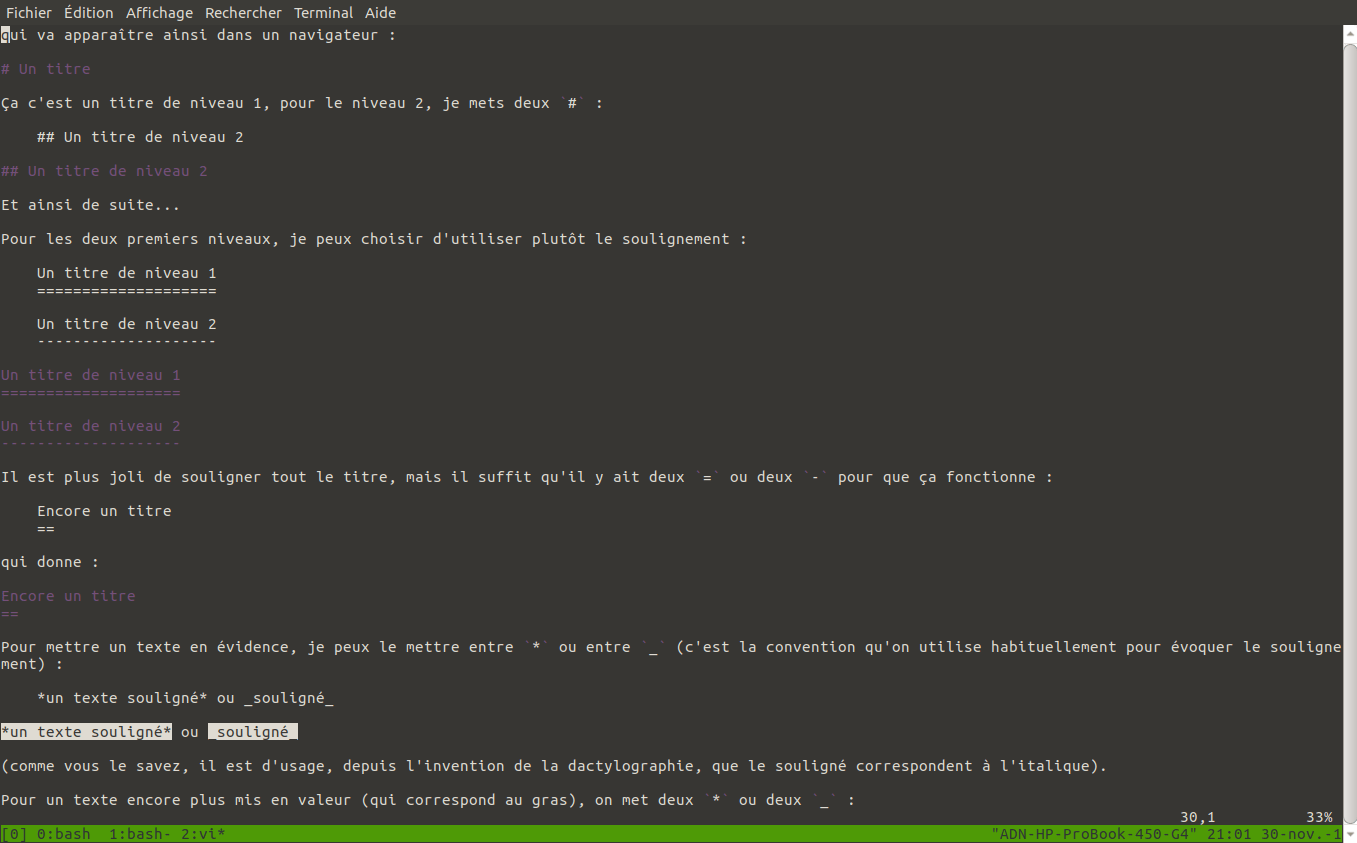 Fichier Édition Affichage Rechercher Terminal Aide
qui va apparaître ainsi dans un navigateur :
# Un titre
Ça c'est un titre de niveau 1, pour le niveau 2, je mets deux `#` :
## Un titre de niveau 2
## Un titre de niveau 2
Et ainsi de suite...
Pour les deux premiers niveaux, je peux choisir d'utiliser plutôt le soulignement :
Un titre de niveau 1
====================
Un titre de niveau 2
--------------------
Un titre de niveau 1
====================
Un titre de niveau 2
--------------------
Il est plus joli de souligner tout le titre, mais il suffit qu'il y ait deux `=` ou deux `-` pour que ça fonctionne :
Encore un titre
==
qui donne :
Encore un titre
==
Pour mettre un texte en évidence, je peux le mettre entre `*` ou entre `_` (c'est la convention qu'on utilise habituellement pour évoquer le souligne
ment) :
*un texte souligné* ou _souligné_
*un texte souligné* ou _souligné_
(comme vous le savez, il est d'usage, depuis l'invention de la dactylographie, que le souligné correspondent à l'italique).
Pour un texte encore plus mis en valeur (qui correspond au gras), on met deux `*` ou deux `_` :
30,1 33%
[0] 0:bash 1:bash- 2:vi* "ADN-HP-ProBook-450-G4" 21:01 30-nov.-1